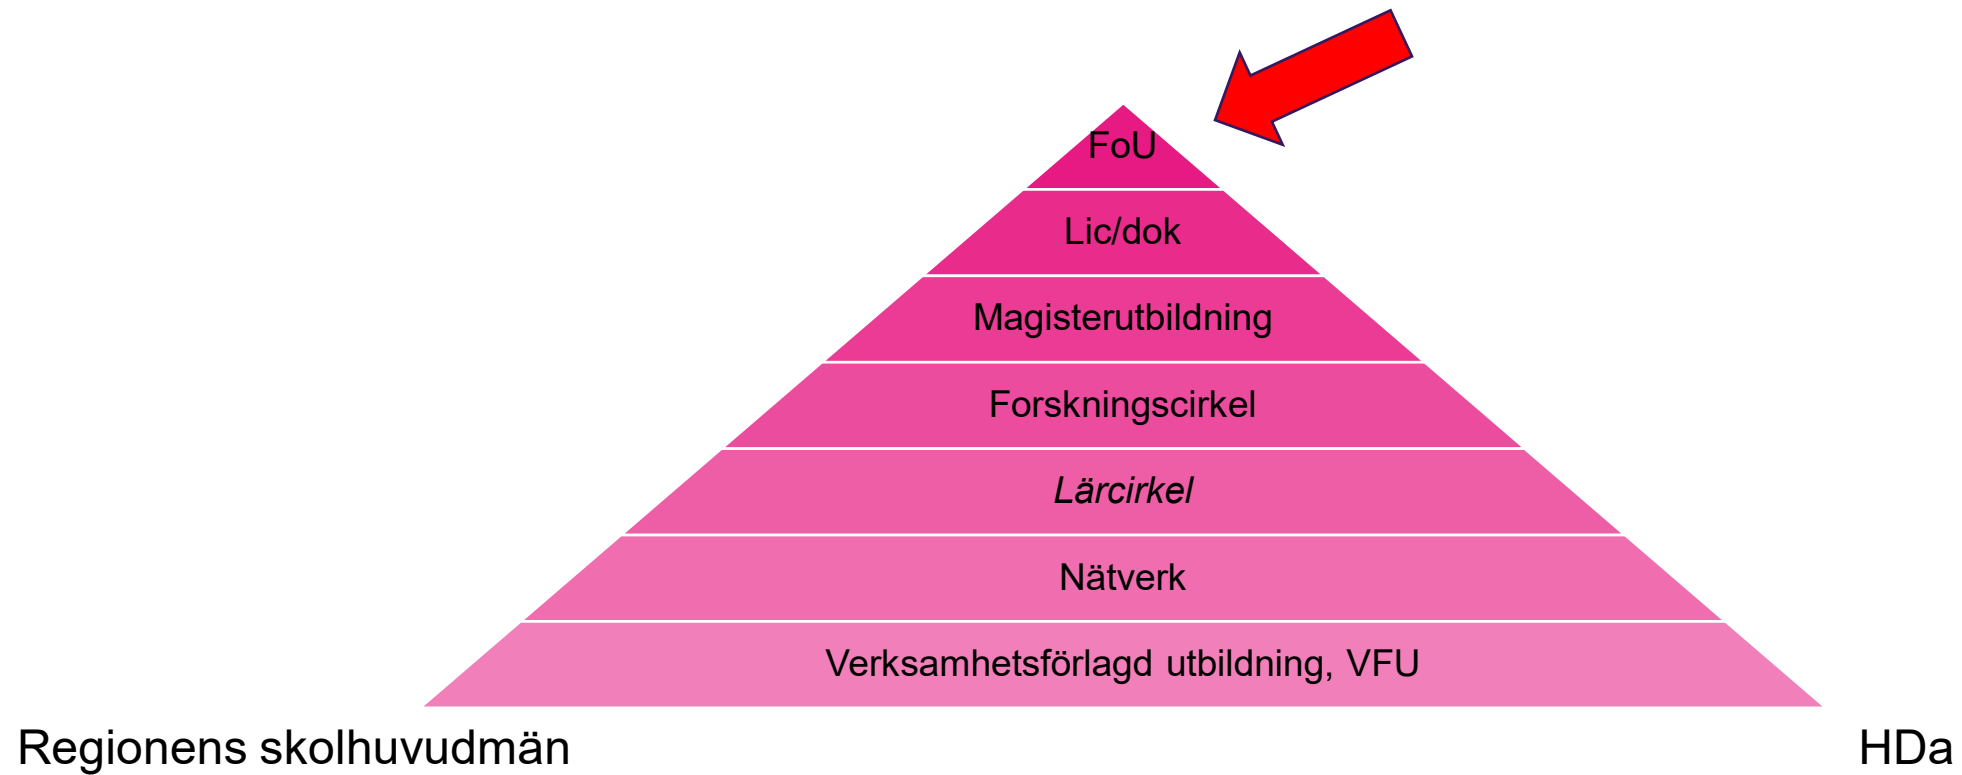 FoU
Lic/dok
Magisterutbildning
Forskningscirkel
Lärcirkel
Nätverk
Verksamhetsförlagd utbildning, VFU
Regionens skolhuvudmän
HDa